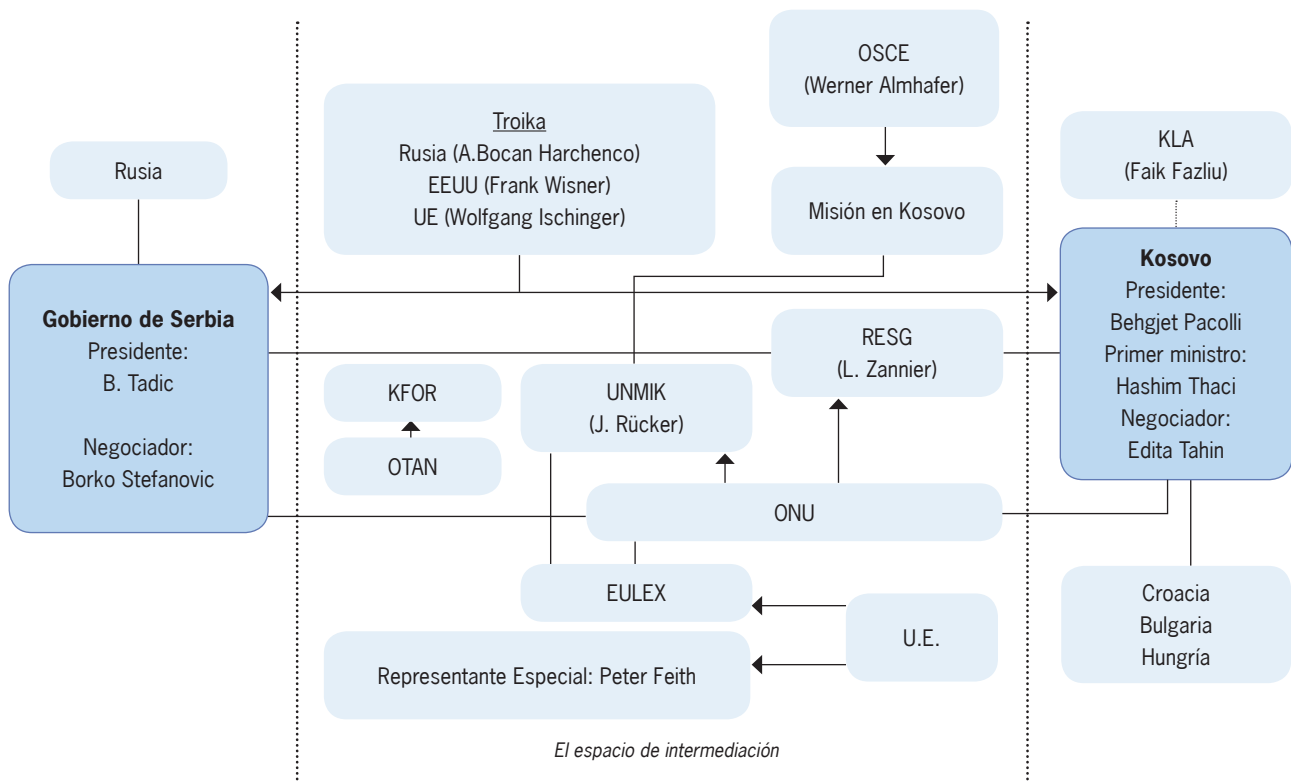 Rusia
Gobierno de Serbia
Presidente:
B. Tadic
Negociador:
Borko Stefanovic
Troika
Rusia (A.Bocan Harchenco)
EEUU (Frank Wisner)
UE (Wolfgang Ischinger)
OSCE
(Werner Almhafer)
Misión en Kosovo
RESG
(L. Zannier)
KFOR
OTAN
UNMIK
(J. Rücker)
ONU
EULEX
U.E.
Representante Especial: Peter Feith
El espacio de intermediación
KLA
(Faik Fazliu)
Kosovo
Presidente:
Behgjet Pacolli
Primer ministro:
Hashim Thaci
Negociador:
Edita Tahin
Croacia
Bulgaria
Hungría